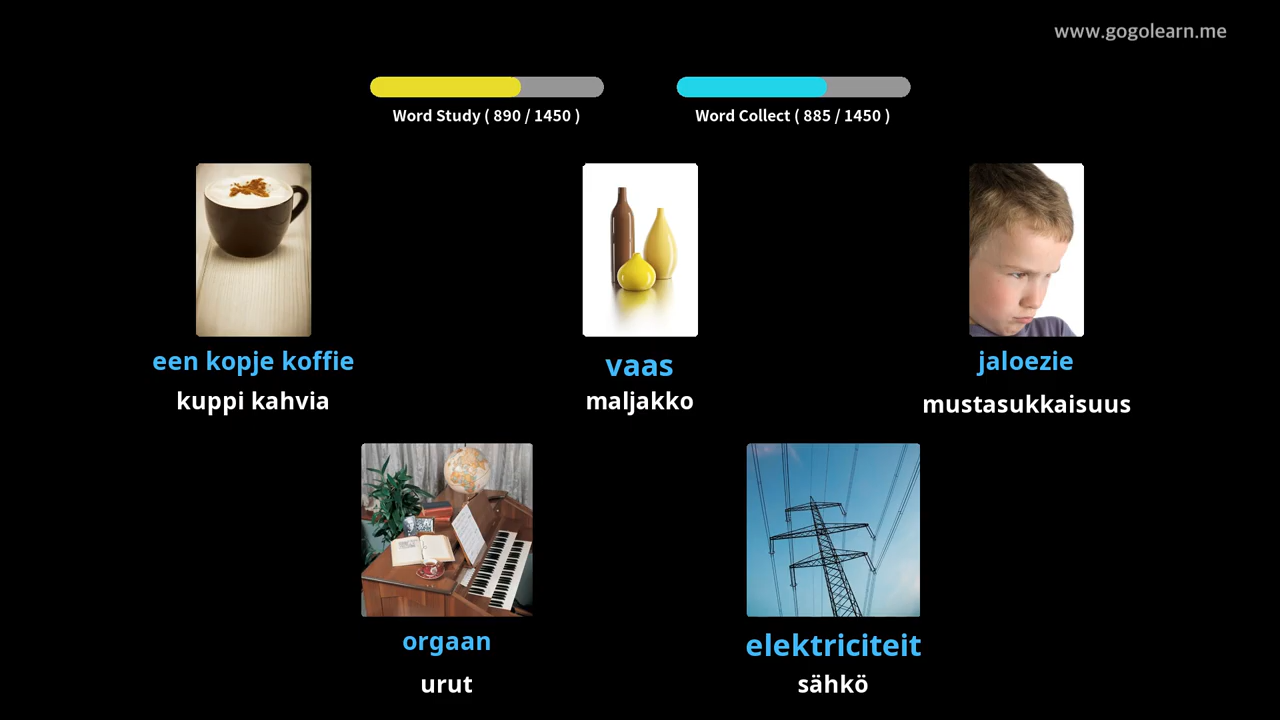 www.gogolearn.me
Word Study ( 890 / 1450 )
Word Collect ( 885 / 1450 )
een kopje koffie
kuppi kahvia
vaas
maljakko
jaloezie
mustasukkaisuus
orgaan
urut
elektriciteit
sähkö